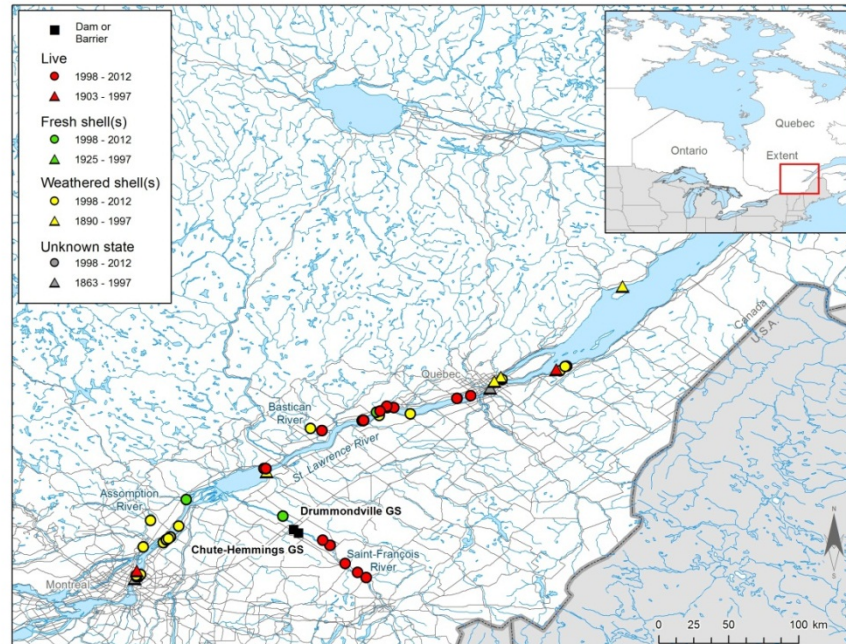 Dam or
Barrier
Live
1998 - 2012
1903 - 1997
Fresh shell(s)
1998 - 2012
1925 - 1997
Weathered shell(s)
1998 - 2012
1890 - 1997
Unknown state
1998 - 2012
1863 - 1997
Quebec
Ontario
Extent
Canada
U.S.A.
Québec
Bastican
River
St. Lawrence River
Assomption
River
Drummondville GS
Chute-Hemmings GS
Saint-François
River
Montréal
N
S
0 25 50 100 km